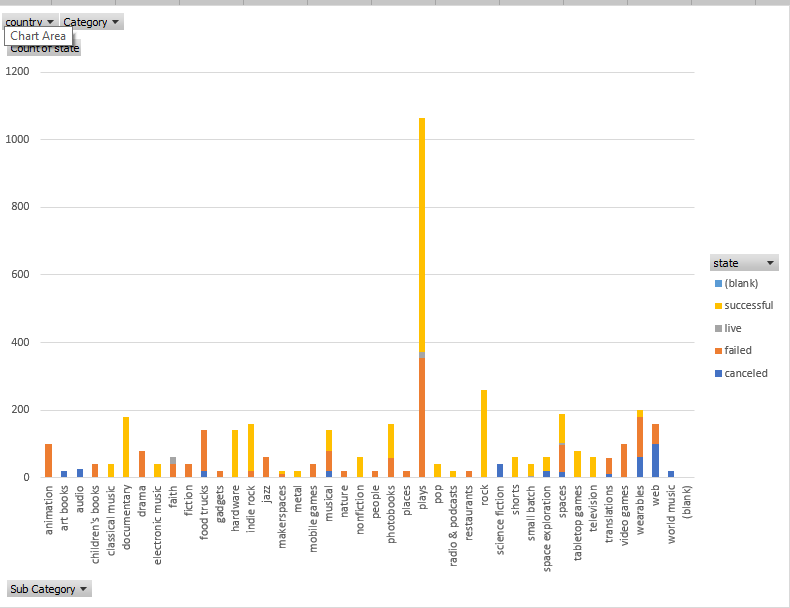 country Category
Chart Area
Count of state
1200
1000
800
600
400
200
0
state
(blank)
successful
live
failed
canceled
animation
art books
audio
children's books
classical music
documentary
drama
electronic music
faith
fiction
food trucks
gadgets
hardware
indie rock
jazz
makerspaces
metal
mobile games
musical
nature
nonfiction
people
photobooks
places
plays
pop
radio & podcasts
restaurants
rock
science fiction
shorts
small batch
space exploration
spaces
tabletop games
television
translations
video games
wearables
web
world music
(blank)
Sub Category